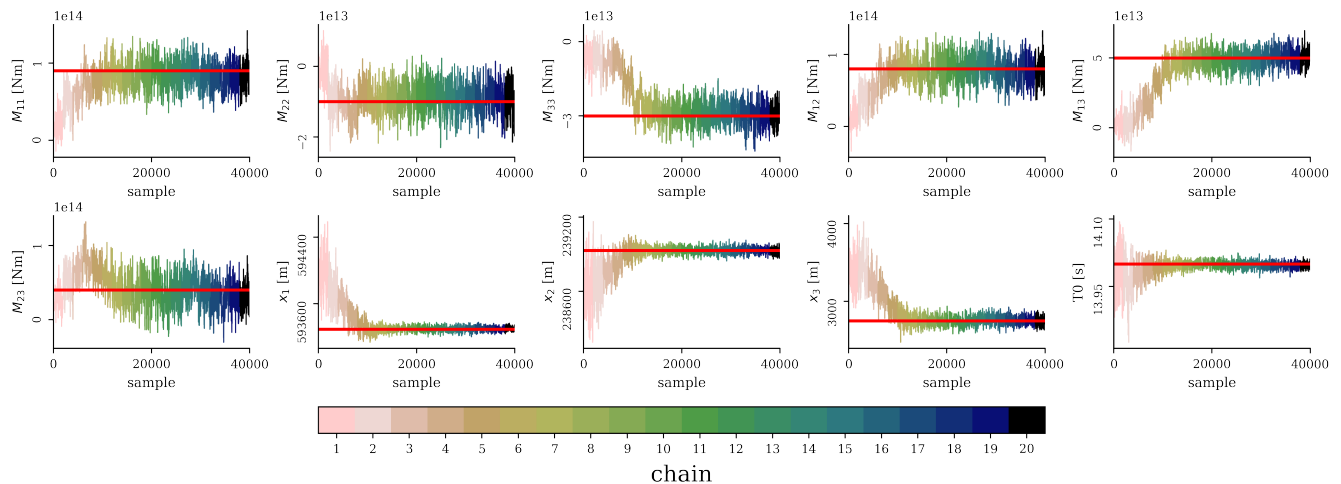 1e14
M11 [Nm]
1
0
0 20000 40000
sample
1e13
M22 [Nm]
0
−2
0 20000 40000
sample
1e13
M33 [Nm]
0
−3
0 20000 40000
sample
1e14
M12 [Nm]
1
0
0 20000 40000
sample
1e13
M13 [Nm]
5
0
0 20000 40000
sample
1e14
M23 [Nm]
1
0
0 20000 40000
sample
x1 [m]
594400
593600
0 20000 40000
sample
x2 [m]
239200
238600
0 20000 40000
sample
x3 [m]
4000
3000
0 20000 40000
sample
T0 [s]
14.10
13.95
0 20000 40000
sample
1 2 3 4 5 6 7 8 9 10 11 12 13 14 15 16 17 18 19 20
chain